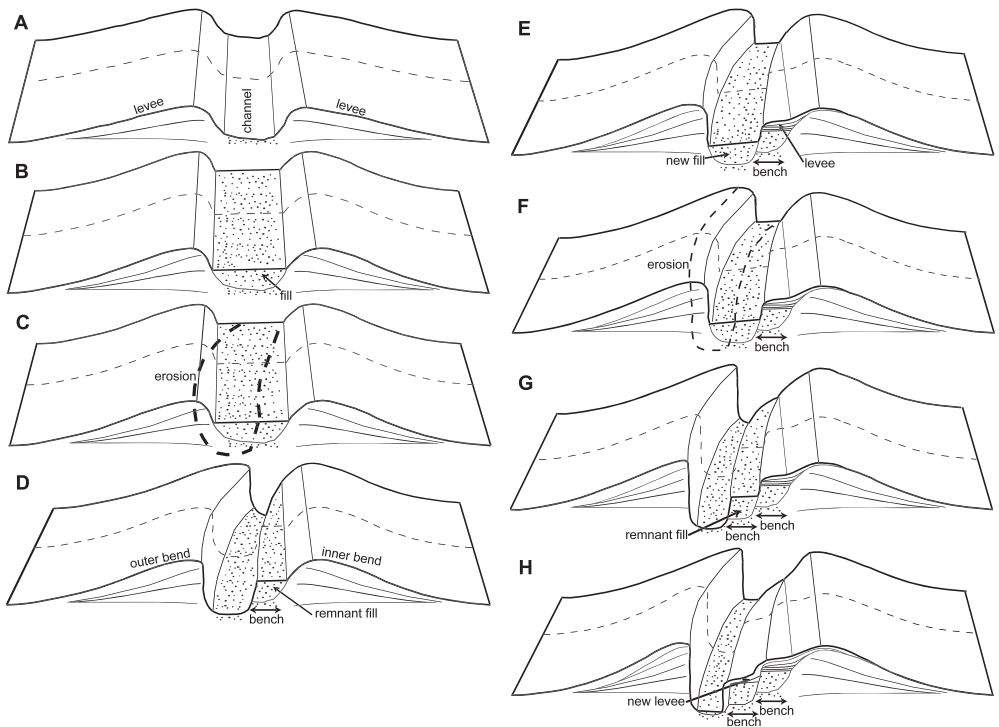 A
levee
channel
levee
B
fill
C
erosion
D
outer bend
inner bend
remnant fill
bench
E
new fill
levee
bench
F
erosion
bench
G
remnant fill
bench
bench
H
new levee
bench
bench